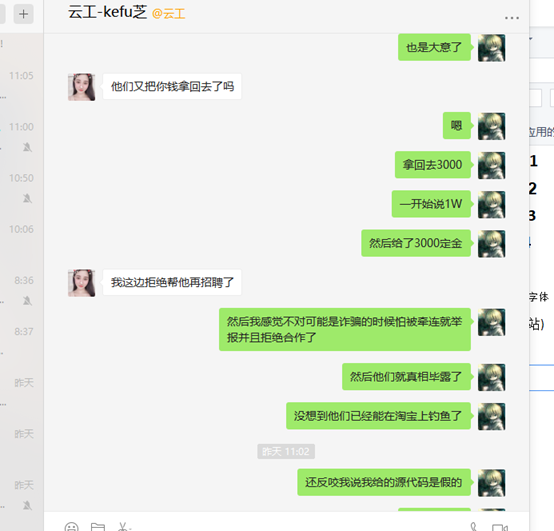 云工-kefu芝 @云工
也是大意了
11:05
他们又把你钱拿回去了吗
11:00
嗯
拿回去3000
10:50
一开始说1W
10:06
然后给了3000定金
8:36
我这边拒绝帮他再招聘了
然后我感觉不对可能是诈骗的时候怕被牵连就举
报并且拒绝合作了
8:37
然后他们就真相毕露了
昨天
没想到他们已经能在淘宝上钓鱼了
昨天
昨天 11:02
还反咬我说我给的源代码是假的
昨天
应用的
1
2
3
字体
站)